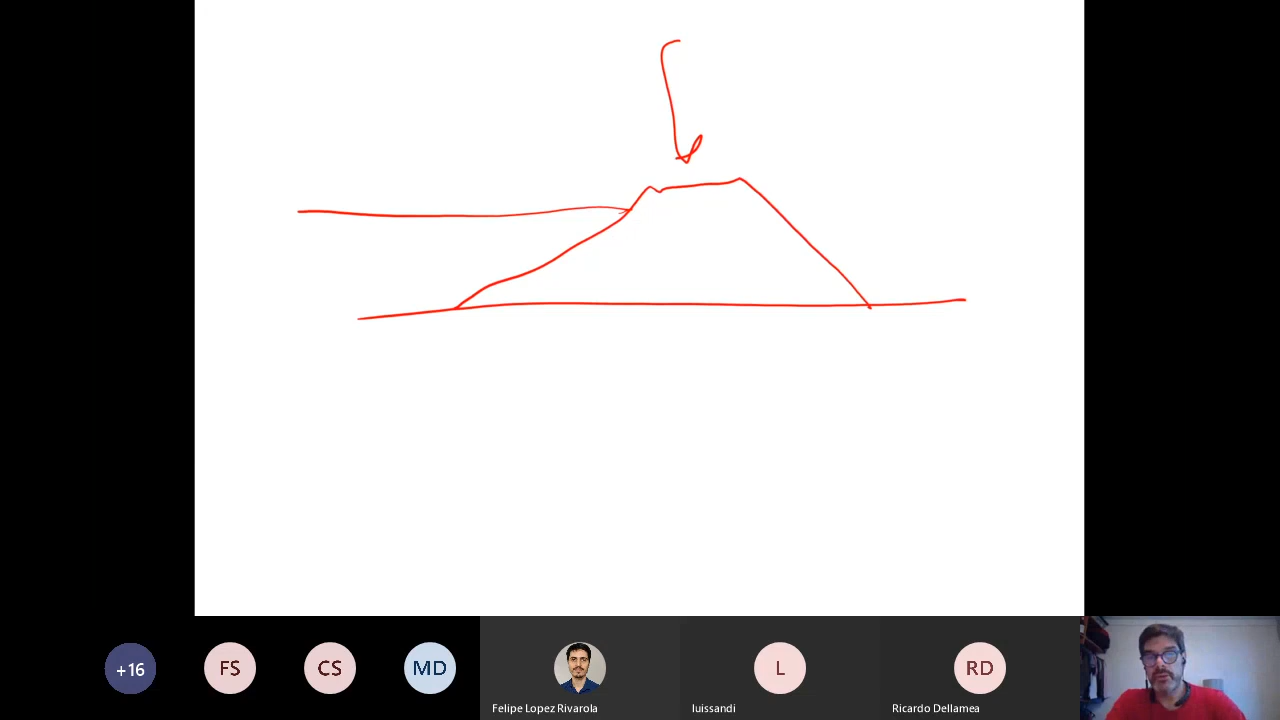 +16
FS
CS
MD
L
RD
Felipe Lopez Rivarola
luissandi
Ricardo Dellamea